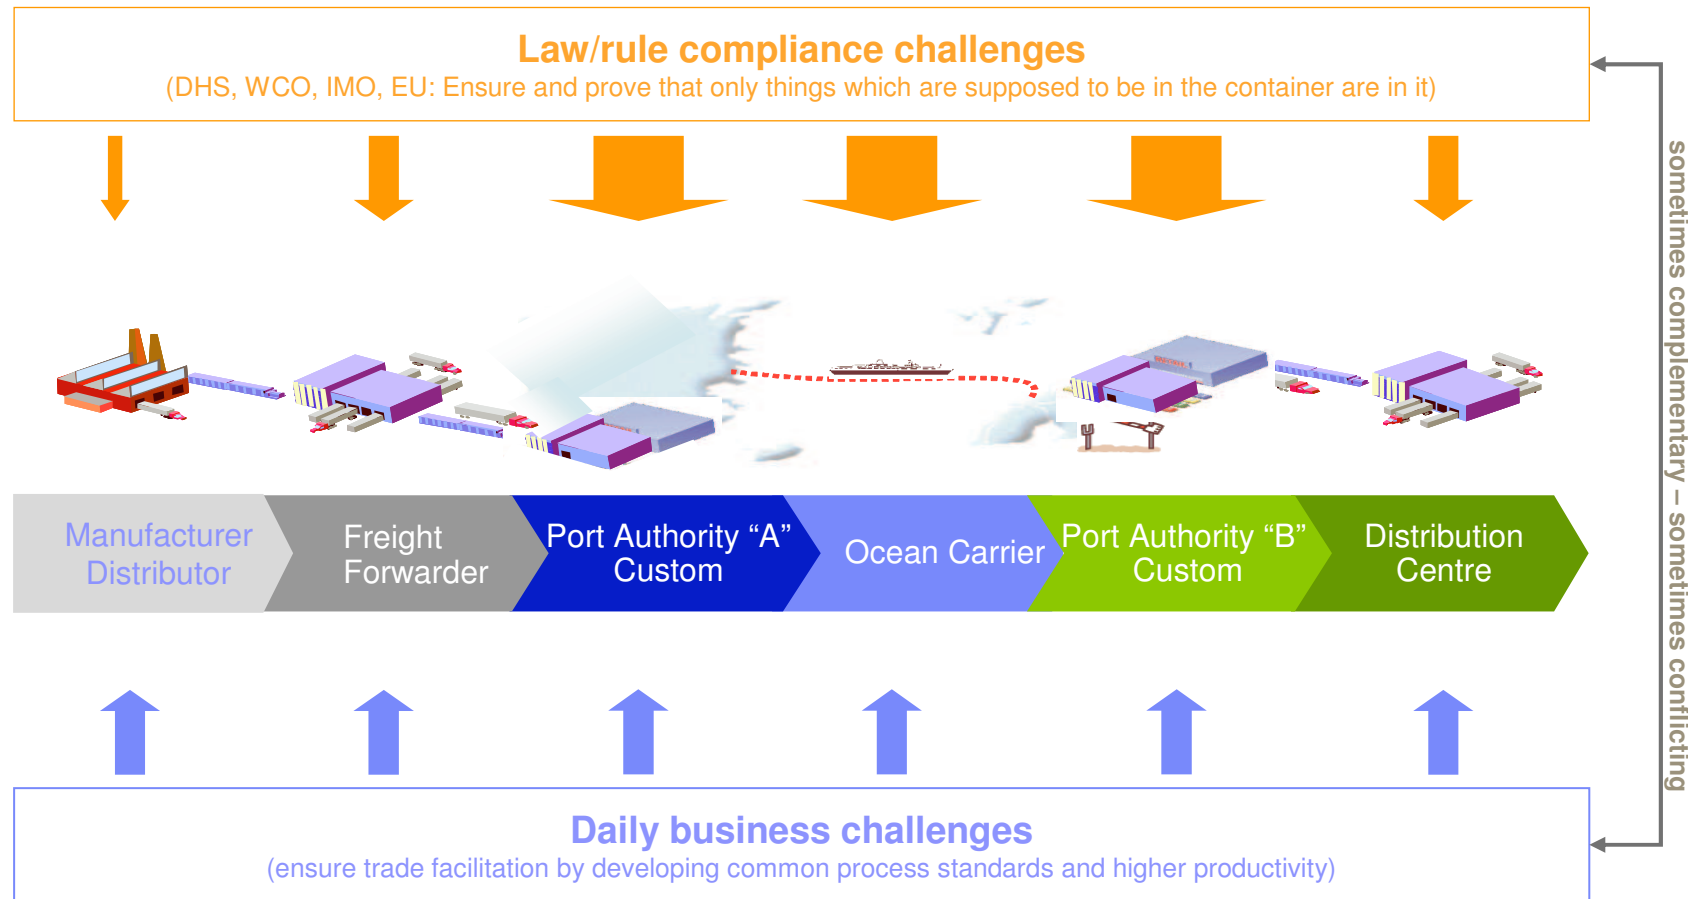 Law/rule compliance challenges
(DHS, WCO, IMO, EU: Ensure and prove that only things which are supposed to be in the container are in it)
Manufacturer
Distributor
Freight
Forwarder
Port Authority “A”
Custom
Ocean Carrier
Port Authority “B”
Custom
Distribution
Centre
Daily business challenges
(ensure trade facilitation by developing common process standards and higher productivity)
sometimes complementary – sometimes conflicting